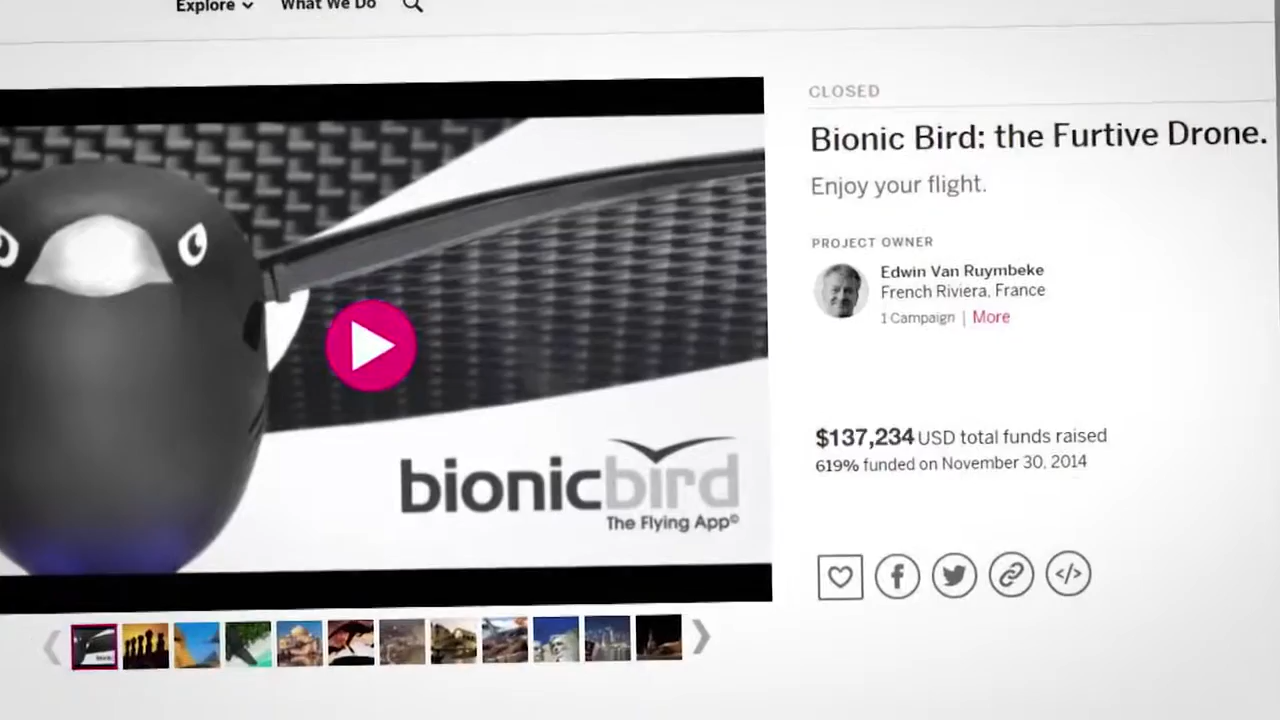 Explore
What We Do
CLOSED
Bionic Bird: the Furtive Drone.
Enjoy your flight.
PROJECT OWNER
Edwin Van Ruymbeke
French Riviera, France
1 Campaign | More
$137,234 USD total funds raised
619% funded on November 30, 2014
bionicbird
The Flying App©